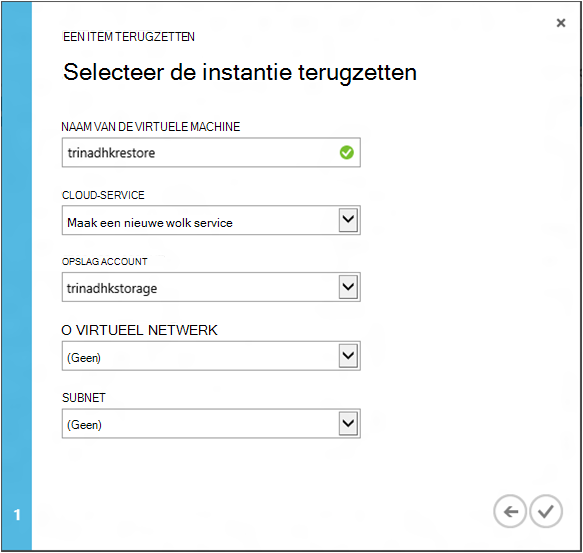 EEN ITEM TERUGZETTEN
Selecteer de instantie terugzetten
NAAM VAN DE VIRTUELE MACHINE
trinadhkrestore
CLOUD-SERVICE
Maak een nieuwe wolk service
OPSLAG ACCOUNT
trinadhkstorage
O VIRTUEEL NETWERK
(Geen)
SUBNET
(Geen)
1